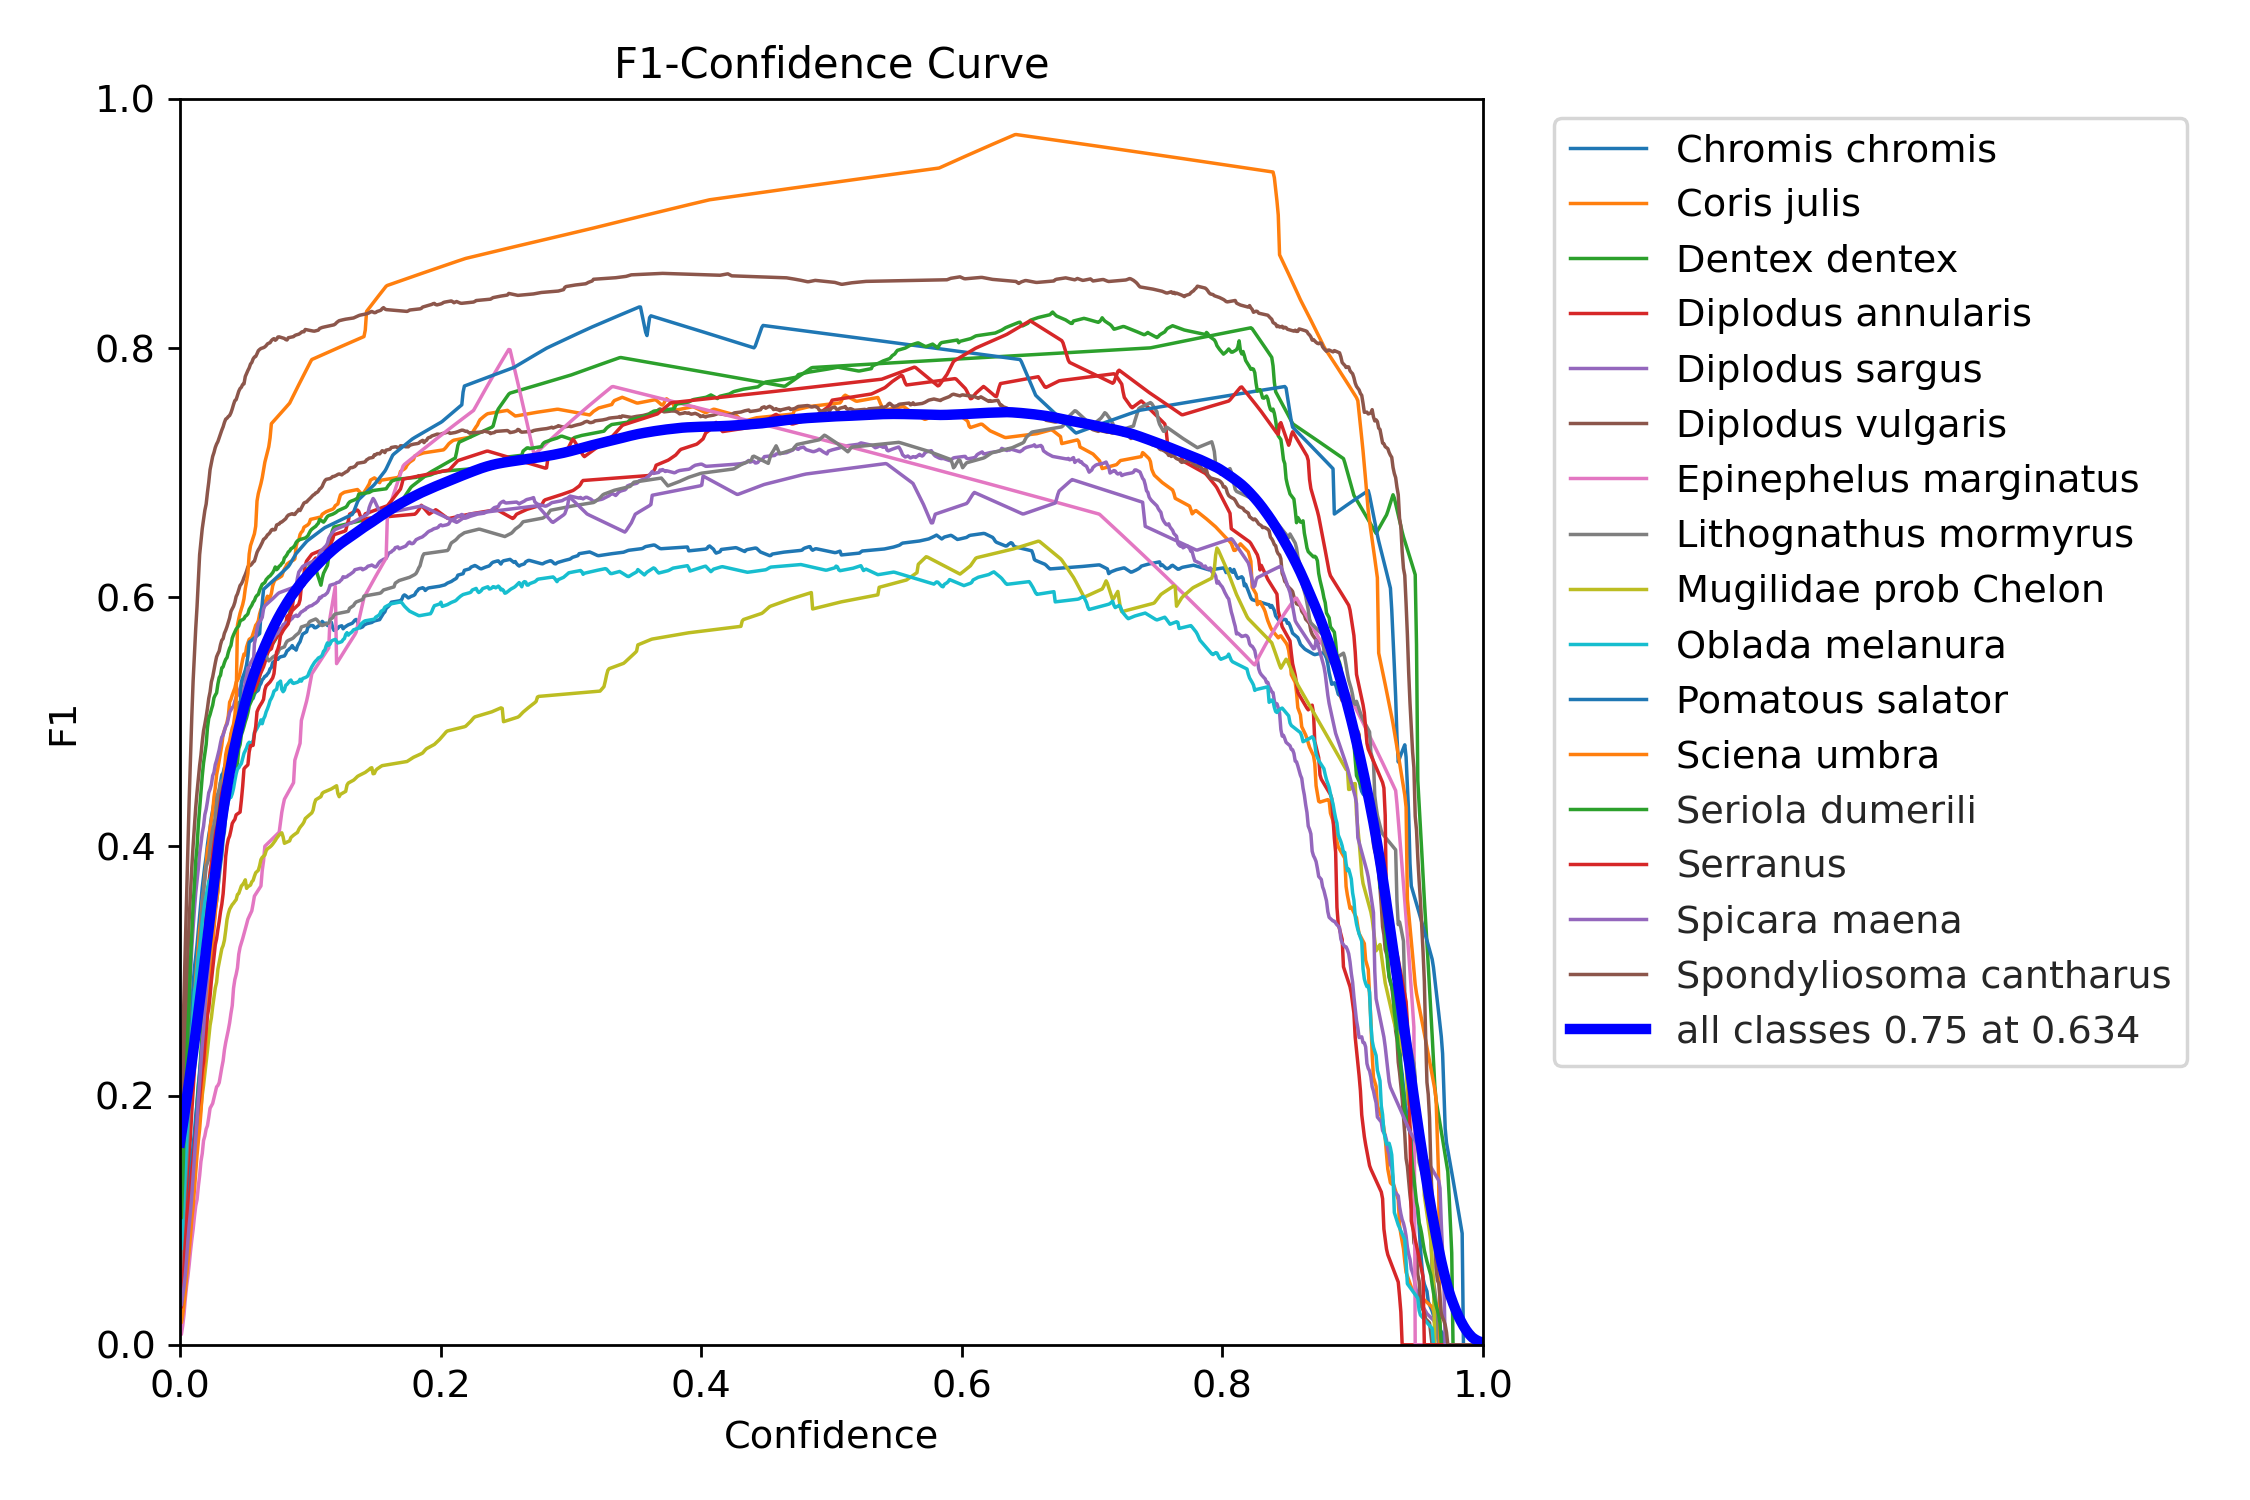 F1-Confidence Curve
1.0
0.8
0.6
0.4
0.2
0.0
F1
0.0 0.2 0.4 0.6 0.8 1.0
Confidence
Chromis chromis
Coris julis
Dentex dentex
Diplodus annularis
Diplodus sargus
Diplodus vulgaris
Epinephelus marginatus
Lithognathus mormyrus
Mugilidae prob Chelon
Oblada melanura
Pomatous salator
Sciena umbra
Seriola dumerili
Serranus
Spicara maena
Spondyliosoma cantharus
all classes 0.75 at 0.634